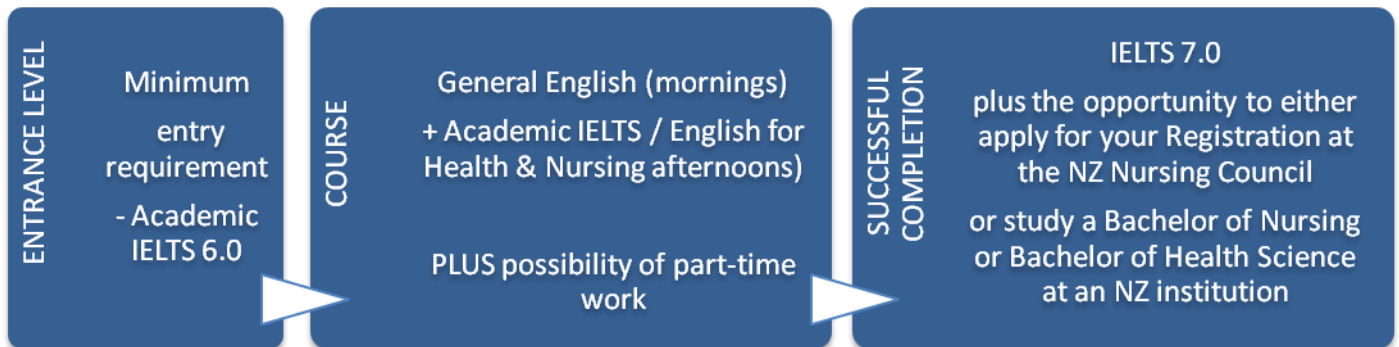 ENTRANCE LEVEL
Minimum
entry
requirement
- Academic
IELTS 6.0
COURSE
General English (mornings)
+ Academic IELTS / English for
Health & Nursing afternoons)
PLUS possibility of part-time
work
SUCCESSFUL
COMPLETION
IELTS 7.0
plus the opportunity to either
apply for your Registration at
the NZ Nursing Council
or study a Bachelor of Nursing
or Bachelor of Health Science
at an NZ institution